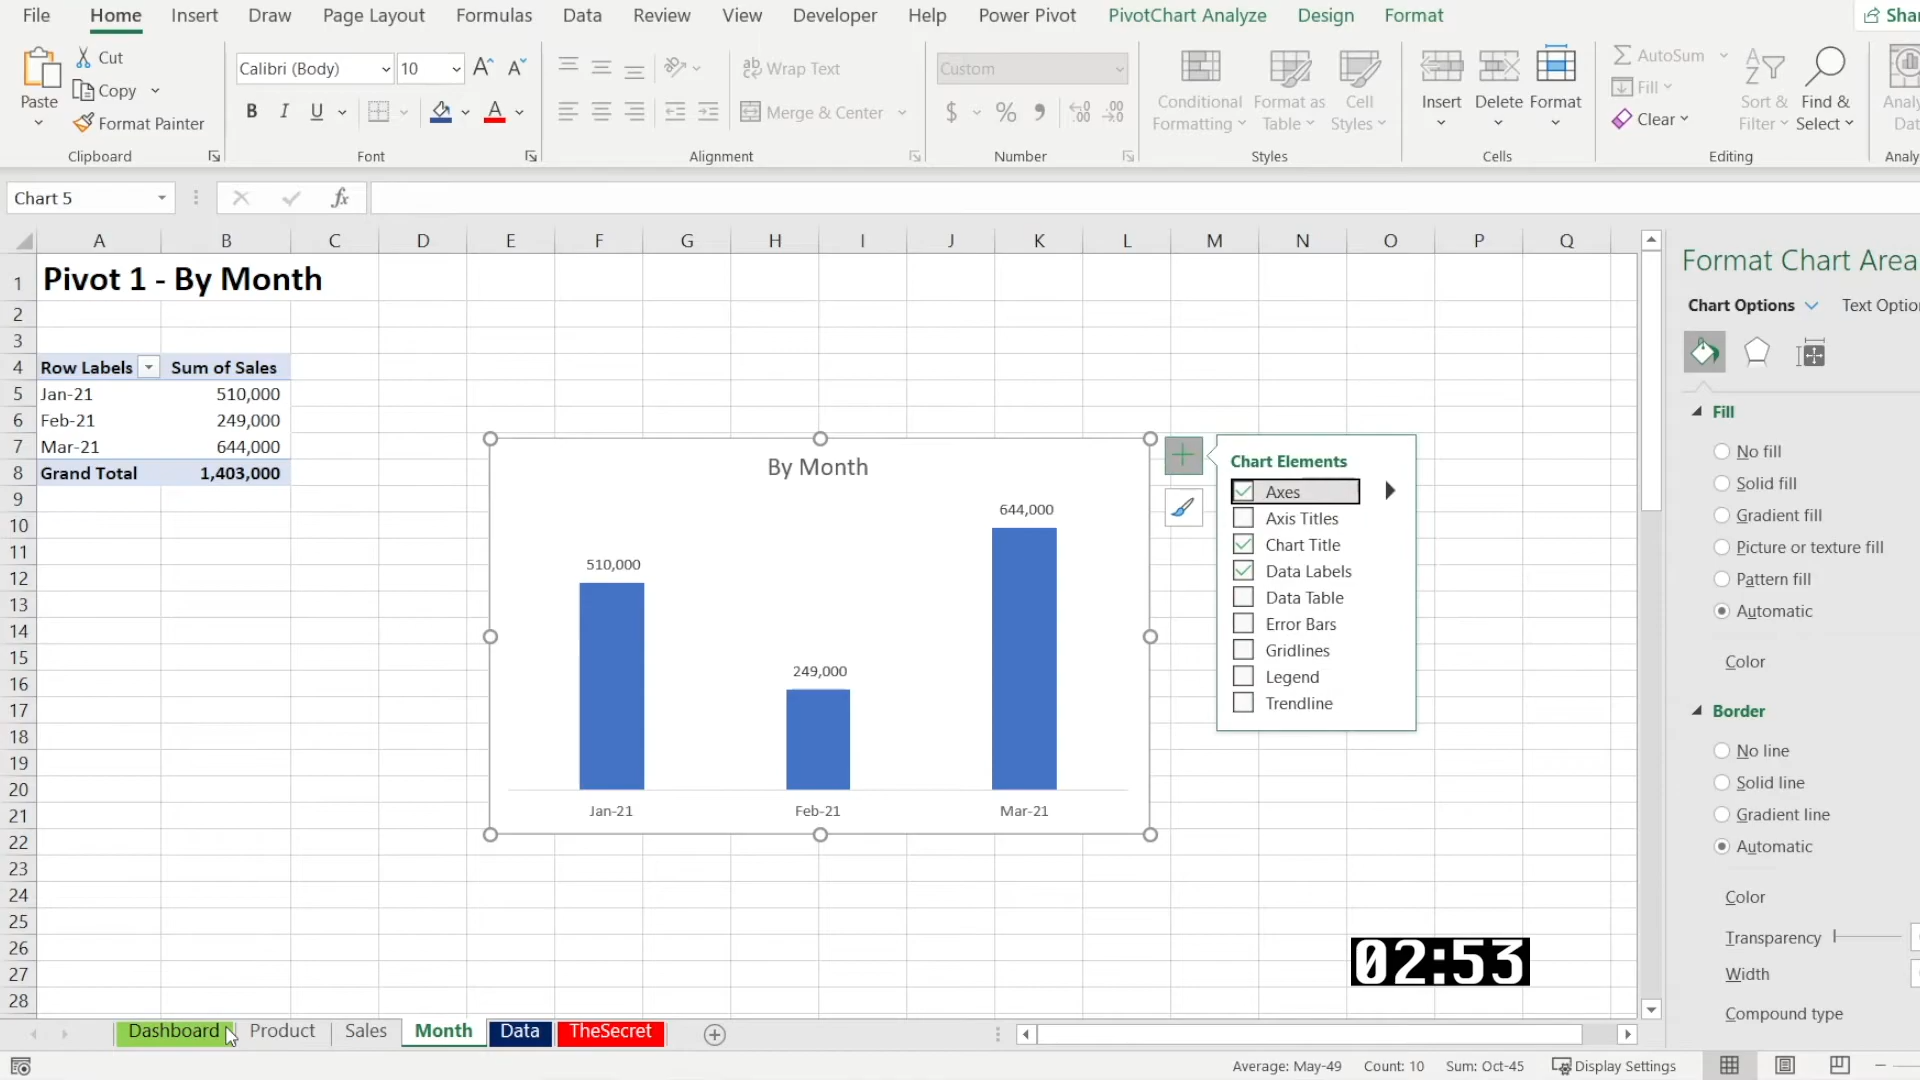 File Home Insert Draw Page Layout Formulas Data Review View Developer Help Power Pivot PivotChart Analyze Design Format
Paste
Cut
Copy
Format Painter
Clipboard
Calibri (Body) 10
B I U
Font
Wrap Text
Merge & Center
Alignment
Custom
$ %
Number
Conditional Formatting
Format as Table
Cell Styles
Styles
Insert Delete Format
Cells
AutoSum
Fill
Clear
Sort & Filter
Find & Select
Editing
Chart 5
fx
A B C D E F G H I J K L M N O P Q
1 Pivot 1 - By Month
2
3
4 Row Labels Sum of Sales
5 Jan-21 510,000
6 Feb-21 249,000
7 Mar-21 644,000
8 Grand Total 1,403,000
9
10
11
12
13
14
15
16
17
18
19
20
21
22
23
24
25
26
27
28
By Month
510,000
249,000
644,000
Jan-21 Feb-21 Mar-21
Chart Elements
Axes
Axis Titles
Chart Title
Data Labels
Data Table
Error Bars
Gridlines
Legend
Trendline
Format Chart Area
Chart Options
Fill
No fill
Solid fill
Gradient fill
Picture or texture fill
Pattern fill
Automatic
Color
Border
No line
Solid line
Gradient line
Automatic
Color
Transparency
Width
Compound type
02:53
Dashboard Product Sales Month Data TheSecret
Average: May-49 Count: 10 Sum: Oct-45 Display Settings